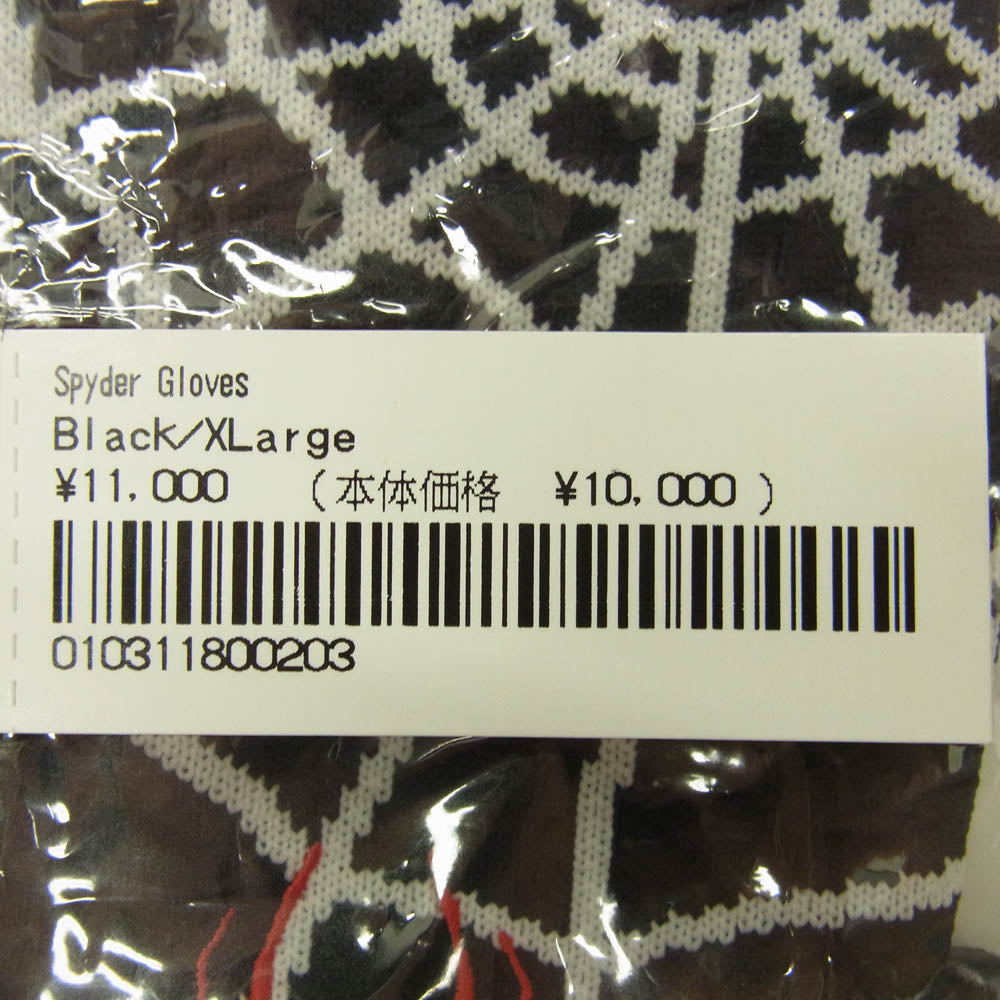 Spyder Gloves
Black/XLarge
¥11,000 (本体価格 ¥10,000 )
010311800203